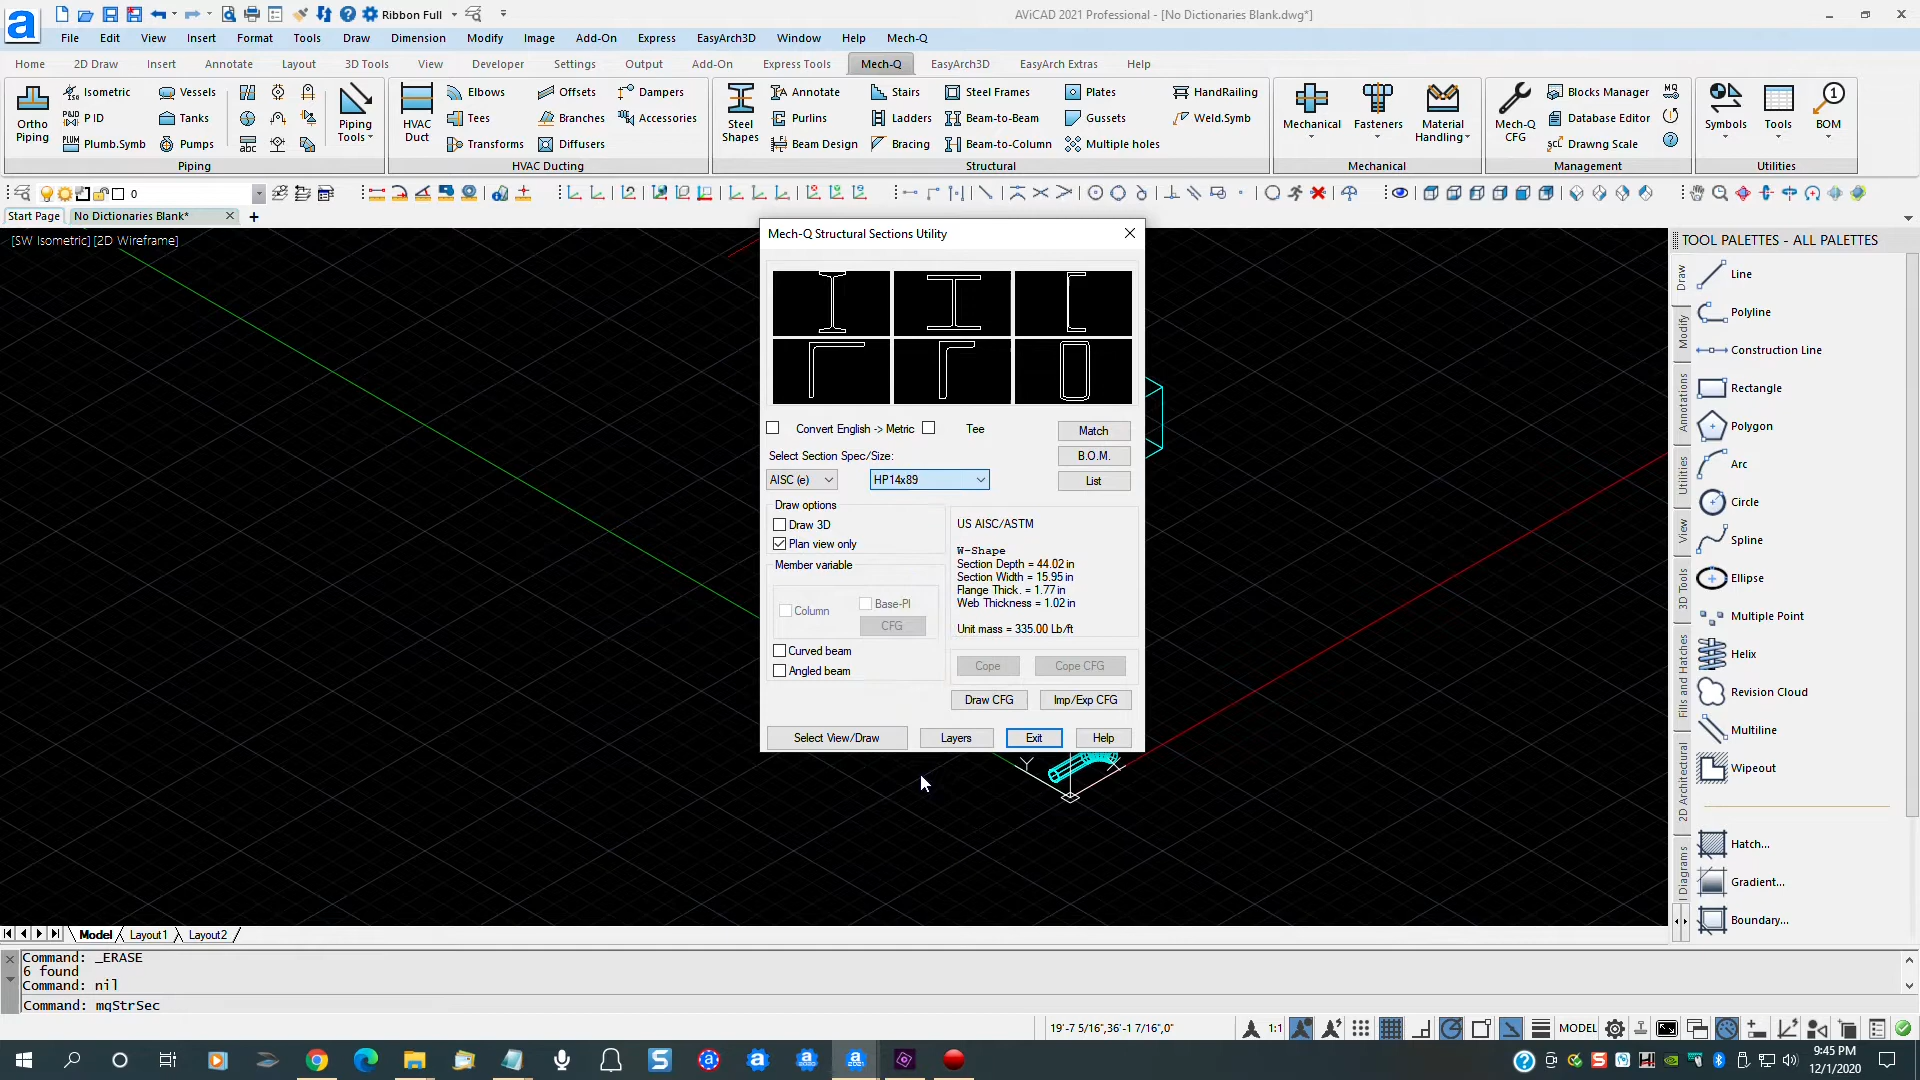 Ribbon Full
AViCAD 2021 Professional - [No Dictionaries Blank.dwg*]
File Edit View Insert Format Tools Draw Dimension Modify Image Add-On Express EasyArch3D Window Help Mech-Q
Home 2D Draw Insert Annotate Layout 3D Tools View Developer Settings Output Add-On Express Tools Mech-Q EasyArch3D EasyArch Extras Help
Ortho Piping
Isometric
P ID
Plumb.Symb
Vessels
Tanks
Pumps
Piping Tools
Piping
HVAC Duct
Elbows
Tees
Transforms
Offsets
Branches
Diffusers
Dampers
Accessories
HVAC Ducting
Steel Shapes
Annotate
Purlins
Beam Design
Stairs
Ladders
Bracing
Steel Frames
Beam-to-Beam
Beam-to-Column
Plates
Gussets
Multiple holes
HandRailing
Weld.Symb
Structural
Mechanical
Fasteners
Material Handling
Mechanical
Mech-Q CFG
Blocks Manager
Database Editor
Drawng Scale
Management
Symbols
Tools
BOM
Utilities
0
Start Page
No Dictionaries Blank*
[SW Isometric] [2D Wireframe]
Mech-Q Structural Sections Utility
Convert English -> Metric
Tee
Match
Select Section Spec/Size:
B.O.M.
AISC (e)
HP14x89
List
Draw options
Draw 3D
Plan view only
Member variable
Column
Base-Pl
CFG
Curved beam
Angled beam
US AISC/ASTM
W-Shape
Section Depth = 44.02 in
Section Width = 15.95 in
Flange Thick. = 1.77 in
Web Thickness = 1.02 in
Unit mass = 335.00 Lb/ft
Cope
Cope CFG
Draw CFG
Imp/Exp CFG
Select View/Draw
Layers
Exit
Help
Y
X
TOOL PALETTES - ALL PALETTES
Draw
Modify
Annotations
Utilities
View
3D Tools
Fills and Hatches
2D Architectural
l Diagrams
Line
Polyline
Construction Line
Rectangle
Polygon
Arc
Circle
Spline
Ellipse
Multiple Point
Helix
Revision Cloud
Multiline
Wipeout
Hatch...
Gradient...
Boundary...
Model
Layout1
Layout2
Command: _ERASE
6 found
Command: nil
Command: mqStrSec
19'-7 5/16",36'-1 7/16",0"
1:1
MODEL
9:45 PM
12/1/2020